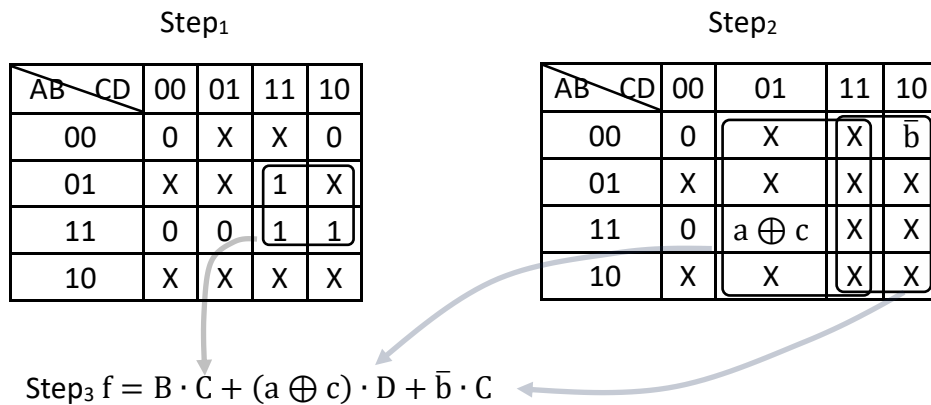 Step₁
AB CD 00 01 11 10
00 0 X X 0
01 X X 1 X
11 0 0 1 1
10 X X X X
Step₂
AB CD 00 01 11 10
00 0 X X b̄
01 X X X X
11 0 a ⊕ c X X
10 X X X X
Step₃ f = B · C + (a ⊕ c) · D + b̄ · C